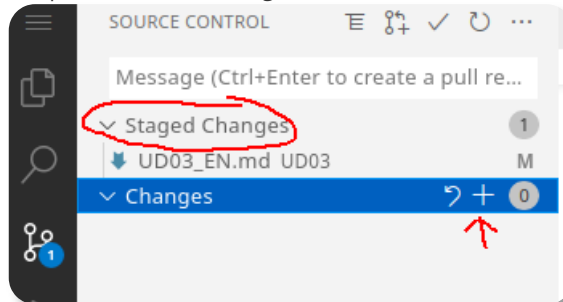 SOURCE CONTROL
Message (Ctrl+Enter to create a pull re...
Staged Changes 1
UD03_EN.md UD03 M
Changes 0
1